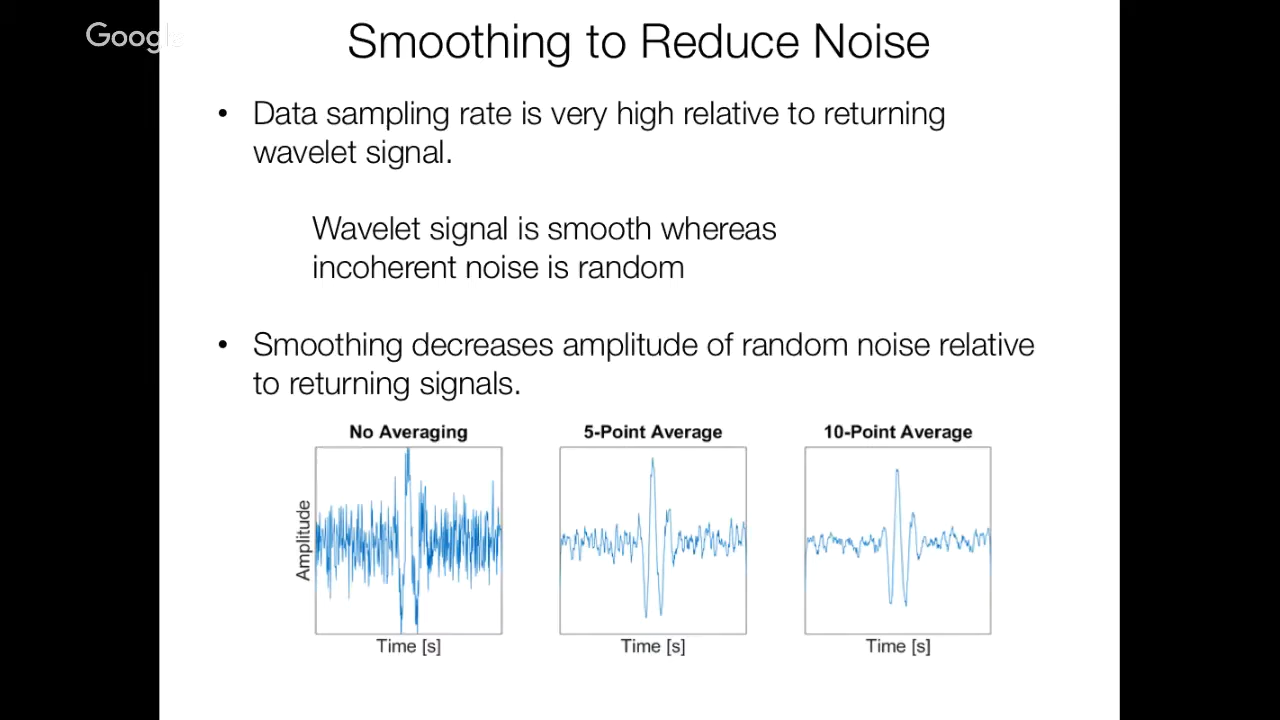 Google
Smoothing to Reduce Noise
• Data sampling rate is very high relative to returning
wavelet signal.
Wavelet signal is smooth whereas
incoherent noise is random
• Smoothing decreases amplitude of random noise relative
to returning signals.
No Averaging
5-Point Average
10-Point Average
Amplitude
Time [s]
Time [s]
Time [s]